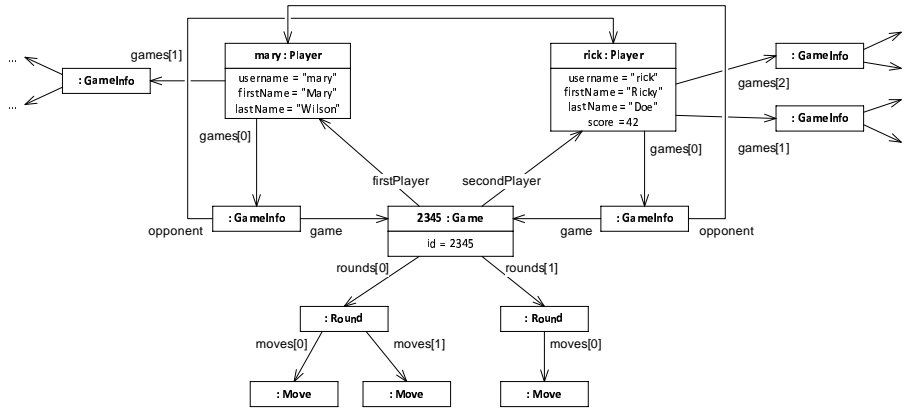 games[1]
mary : Player
rick : Player
...
: GameInfo
username = "mary"
firstName = "Mary"
lastName = "Wilson"
username = "rick"
firstName = "Ricky"
lastName = "Doe"
score = 42
: GameInfo
games[2]
...
: GameInfo
games[0]
games[0]
games[1]
firstPlayer
secondPlayer
: GameInfo
2345 : Game
: GameInfo
opponent
game
id = 2345
game
opponent
rounds[0]
rounds[1]
: Round
: Round
moves[0]
moves[1]
moves[0]
: Move
: Move
: Move